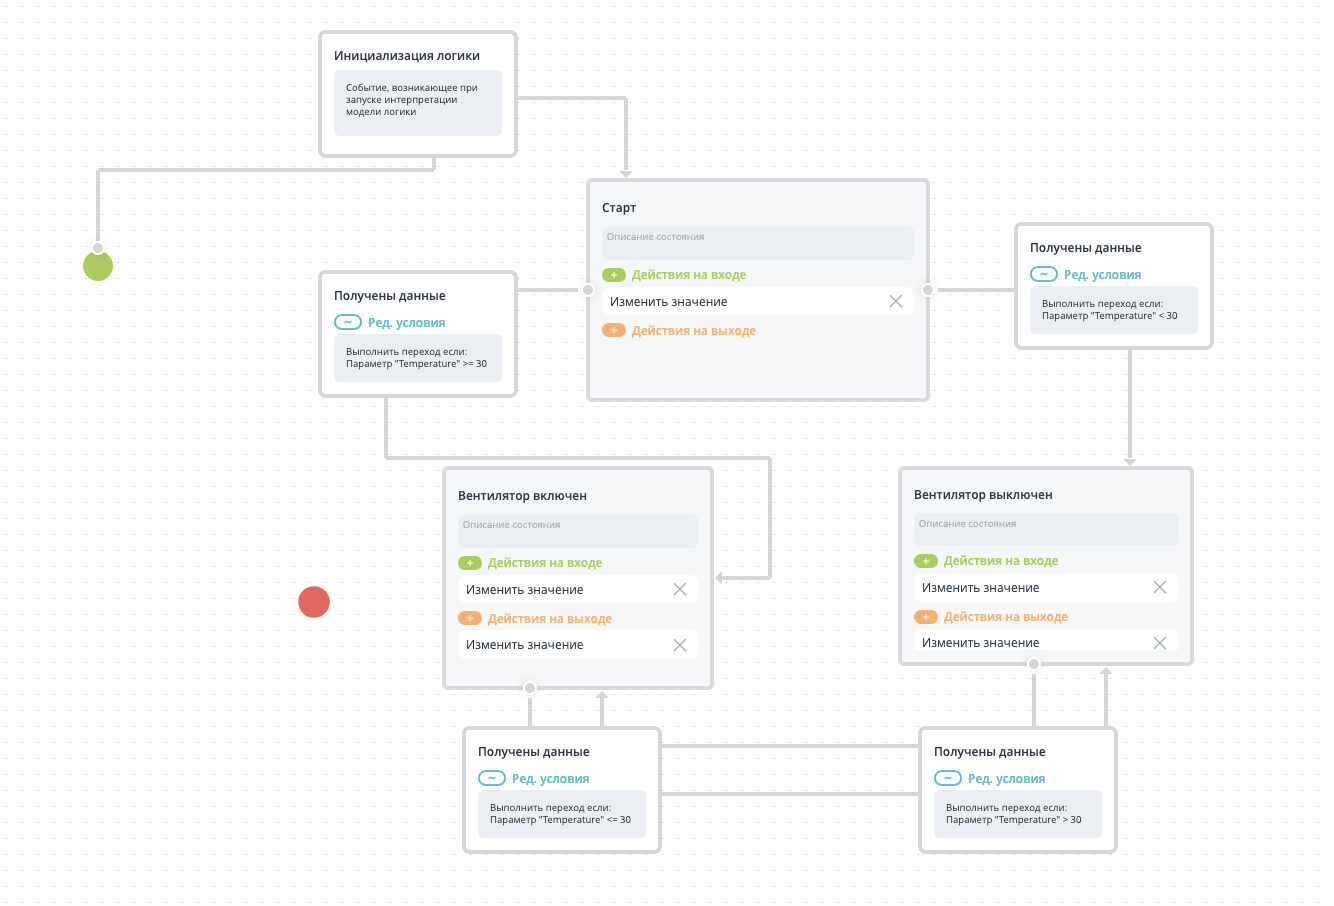 Инициализация логики
Событие, возникающее при
запуске интерпретации
модели логики
Старт
Описание состояния
+ Действия на входе
Изменить значение
+ Действия на выходе
Получены данные
~ Ред. условия
Выполнить переход если:
Параметр "Temperature" < 30
Получены данные
~ Ред. условия
Выполнить переход если:
Параметр "Temperature" >= 30
Вентилятор включен
Описание состояния
+ Действия на входе
Изменить значение
+ Действия на выходе
Изменить значение
Вентилятор выключен
Описание состояния
+ Действия на входе
Изменить значение
+ Действия на выходе
Изменить значение
Получены данные
~ Ред. условия
Выполнить переход если:
Параметр "Temperature" <= 30
Получены данные
~ Ред. условия
Выполнить переход если:
Параметр "Temperature" > 30